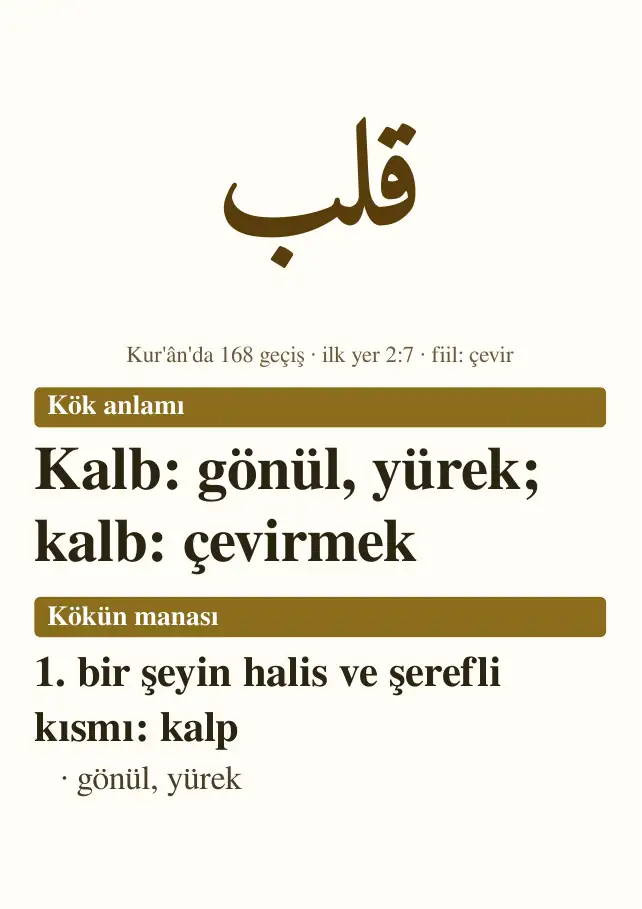 قلب
Kur'ân'da 168 geçiş · ilk yer 2:7 · fiil: çevir
Kök anlamı
Kalb: gönül, yürek;
kalb: çevirmek
Kökün manası
1. bir şeyin halis ve şerefli
kısmı: kalp
· gönül, yürek